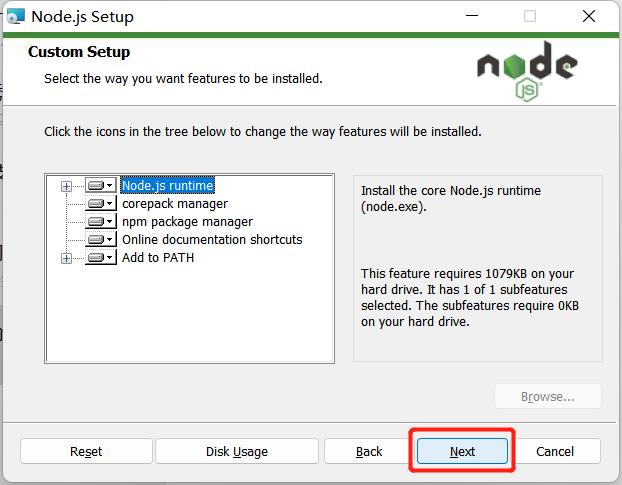 Node.js Setup
Custom Setup
Select the way you want features to be installed.
node
JS
Click the icons in the tree below to change the way features will be installed.
Node.js runtime
corepack manager
npm package manager
Online documentation shortcuts
Add to PATH
Install the core Node.js runtime
(node.exe).
This feature requires 1079KB on your
hard drive. It has 1 of 1 subfeatures
selected. The subfeatures require 0KB
on your hard drive.
Browse...
Reset
Disk Usage
Back
Next
Cancel